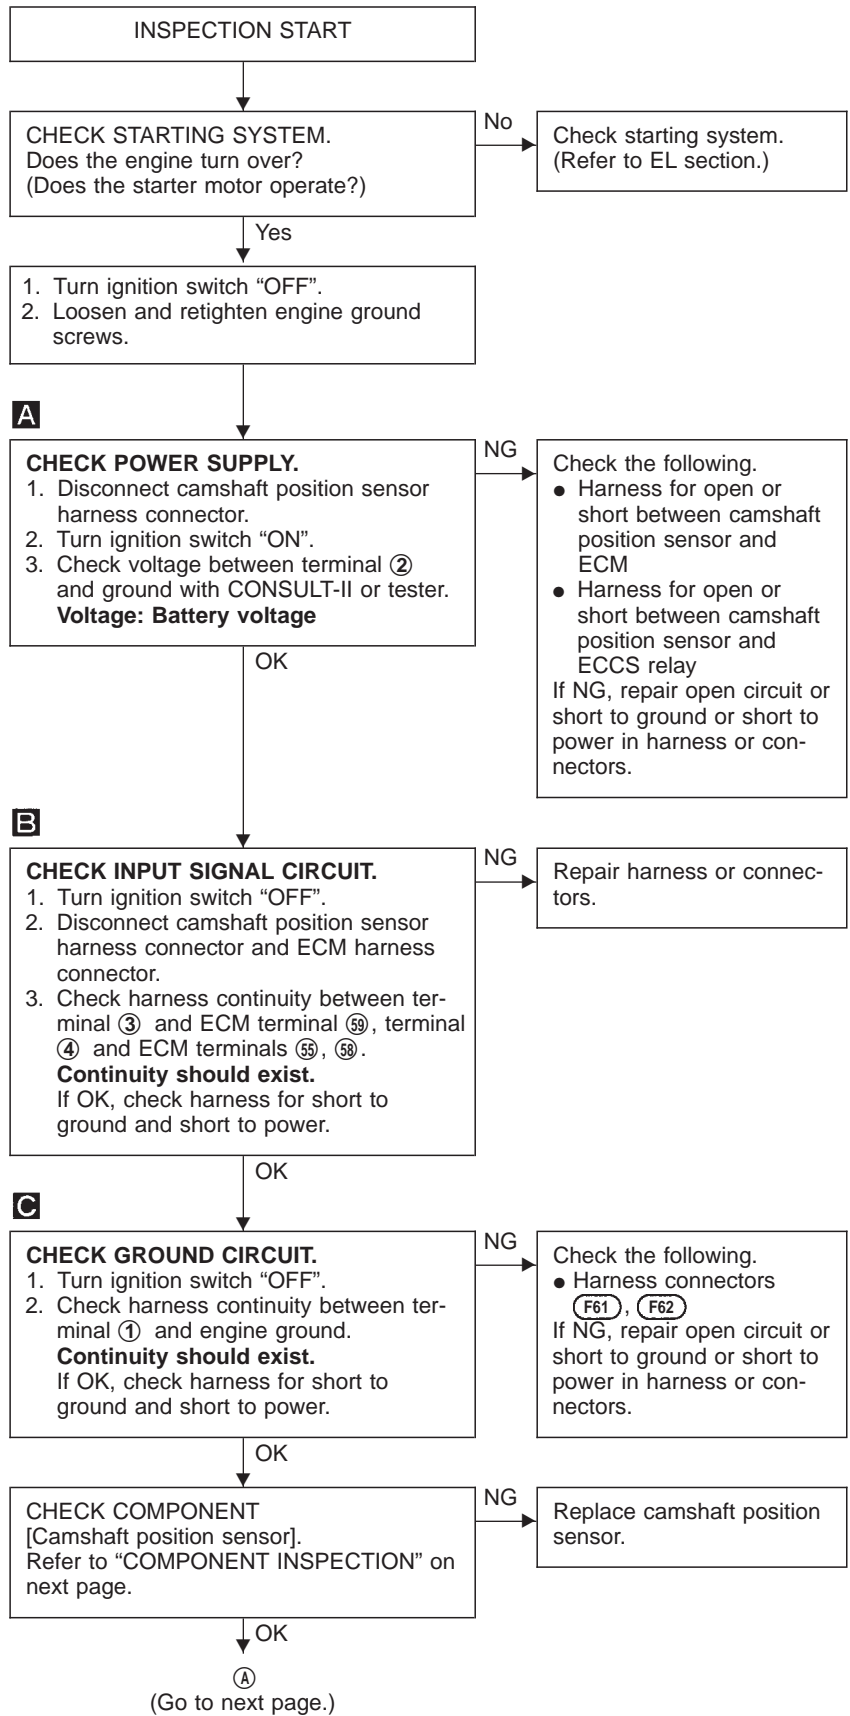 INSPECTION START
CHECK STARTING SYSTEM.
Does the engine turn over?
(Does the starter motor operate?)
No
Check starting system.
(Refer to EL section.)
Yes
1. Turn ignition switch “OFF”.
2. Loosen and retighten engine ground
screws.
A
CHECK POWER SUPPLY.
1. Disconnect camshaft position sensor
harness connector.
2. Turn ignition switch “ON”.
3. Check voltage between terminal ②
and ground with CONSULT-II or tester.
Voltage: Battery voltage
NG
Check the following.
● Harness for open or
short between camshaft
position sensor and
ECM
● Harness for open or
short between camshaft
position sensor and
ECCS relay
If NG, repair open circuit or
short to ground or short to
power in harness or con-
nectors.
OK
B
CHECK INPUT SIGNAL CIRCUIT.
1. Turn ignition switch “OFF”.
2. Disconnect camshaft position sensor
harness connector and ECM harness
connector.
3. Check harness continuity between ter-
minal ③ and ECM terminal 59, terminal
④ and ECM terminals 55, 58.
Continuity should exist.
If OK, check harness for short to
ground and short to power.
NG
Repair harness or connec-
tors.
OK
C
CHECK GROUND CIRCUIT.
1. Turn ignition switch “OFF”.
2. Check harness continuity between ter-
minal ① and engine ground.
Continuity should exist.
If OK, check harness for short to
ground and short to power.
NG
Check the following.
● Harness connectors
F61, F62
If NG, repair open circuit or
short to ground or short to
power in harness or con-
nectors.
OK
CHECK COMPONENT
[Camshaft position sensor].
Refer to “COMPONENT INSPECTION” on
next page.
NG
Replace camshaft position
sensor.
OK
Ⓐ
(Go to next page.)